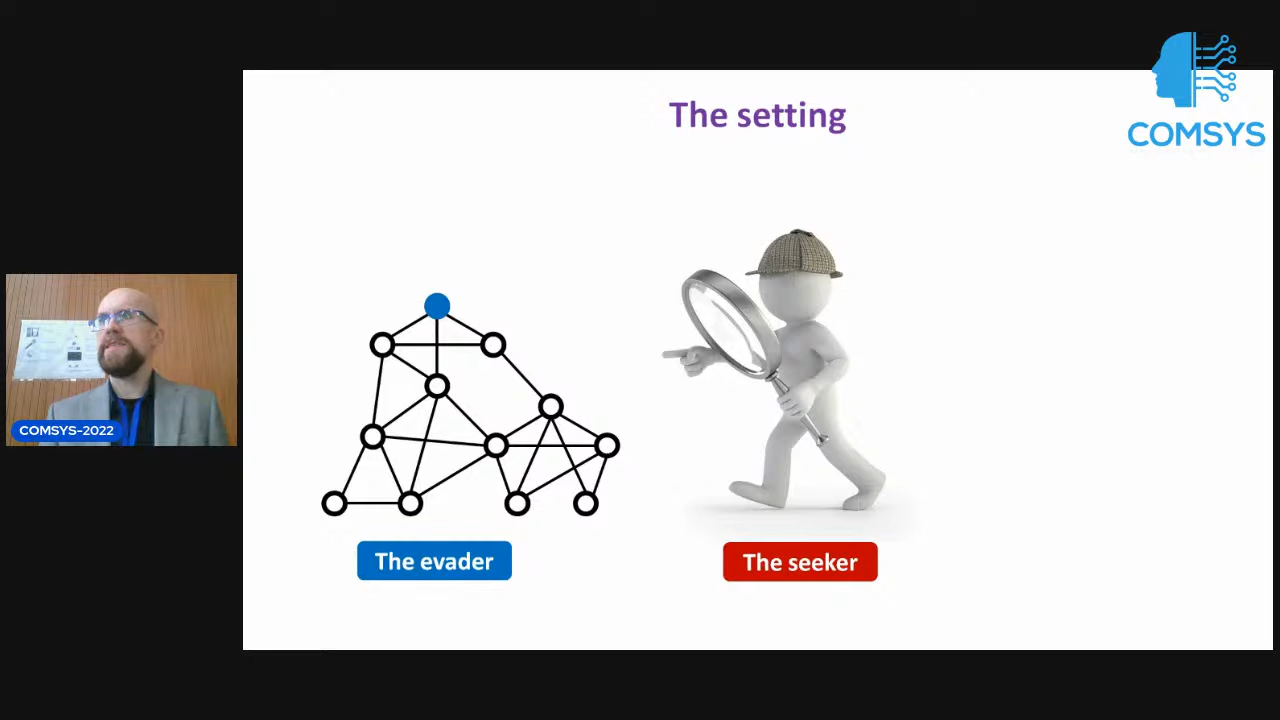 The setting
COMSYS
COMSYS-2022
The evader
The seeker